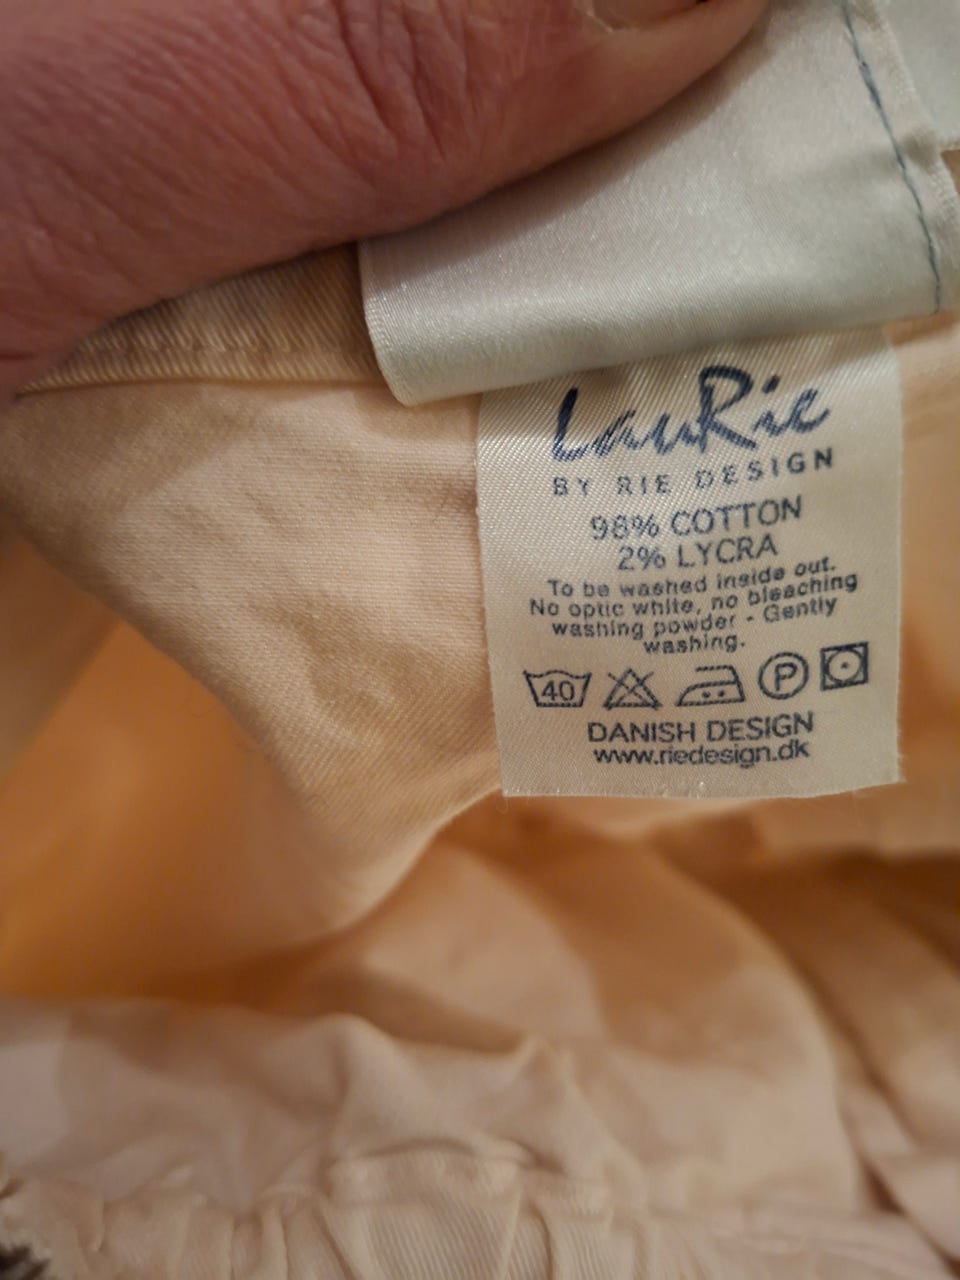 LauRie
BY RIE DESIGN
98% COTTON
2% LYCRA
To be washed inside out.
No optic white, no bleaching
washing powder - Gently
washing.
40 P
DANISH DESIGN
www.riedesign.dk